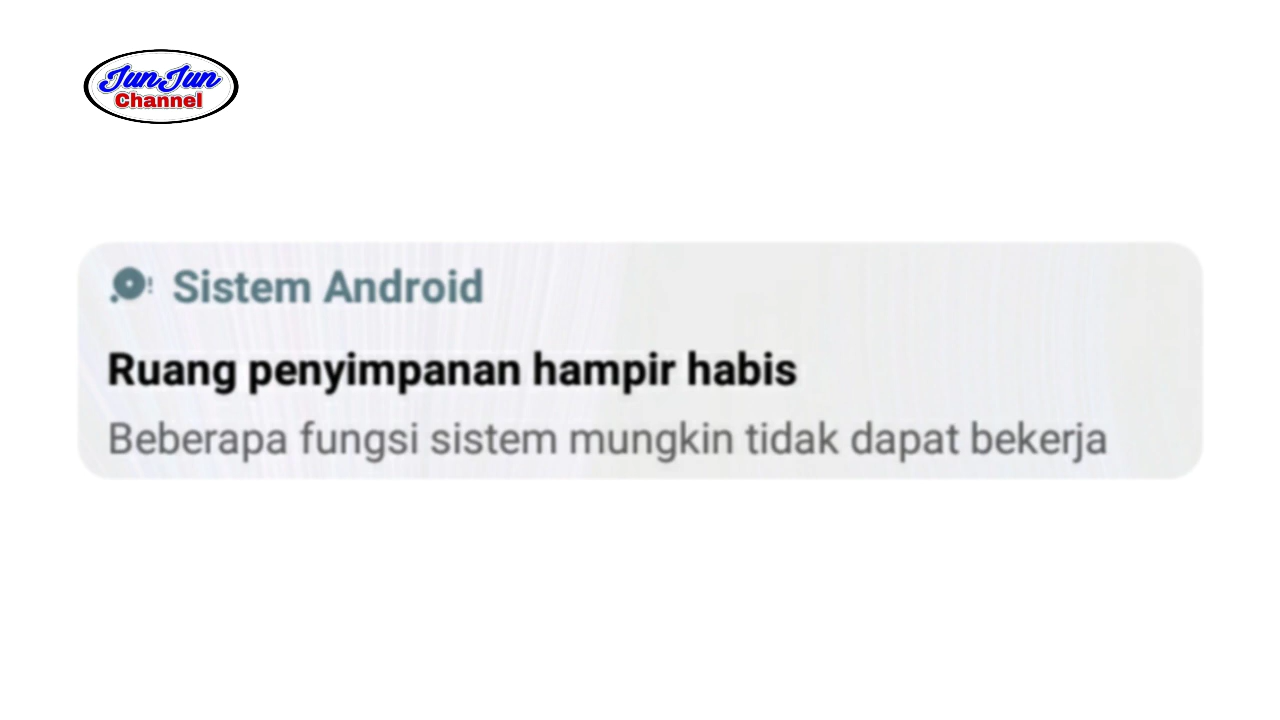 JunJun
Channel
Sistem Android
Ruang penyimpanan hampir habis
Beberapa fungsi sistem mungkin tidak dapat bekerja